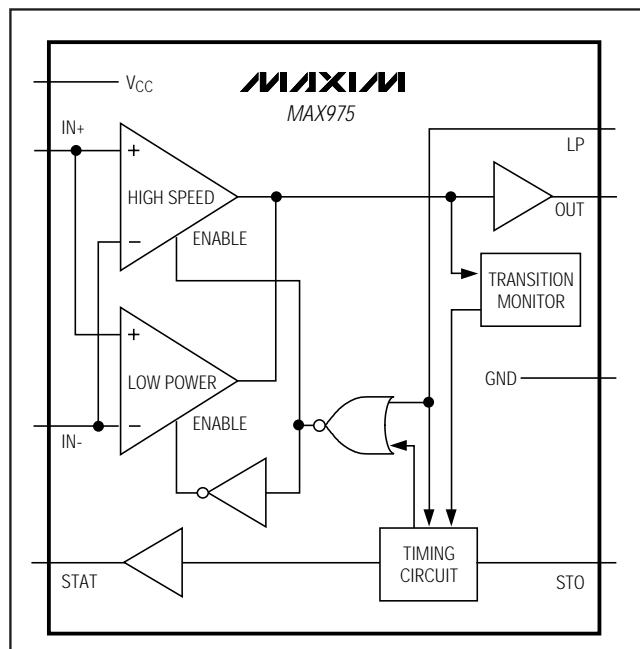 VCC
MAXIM
MAX975
IN+
LP
+
HIGH SPEED
OUT
−
ENABLE
TRANSITION
MONITOR
+
LOW POWER
GND
−
ENABLE
IN-
TIMING
CIRCUIT
STAT
STO